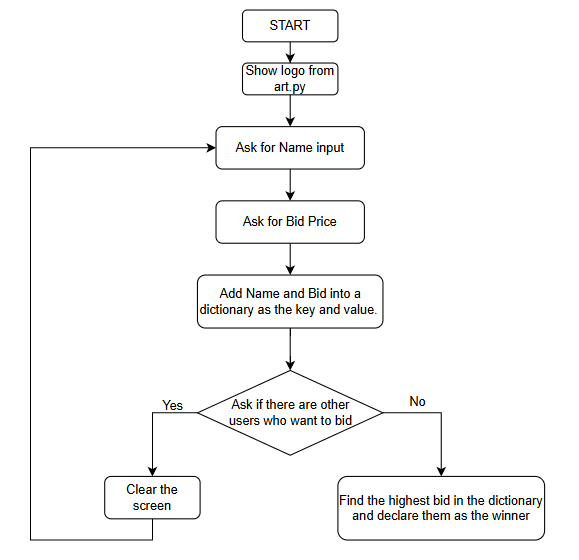 START
Show logo from
art.py
Ask for Name input
Ask for Bid Price
Add Name and Bid into a
dictionary as the key and value.
Ask if there are other
users who want to bid
Yes
No
Clear the
screen
Find the highest bid in the dictionary
and declare them as the winner